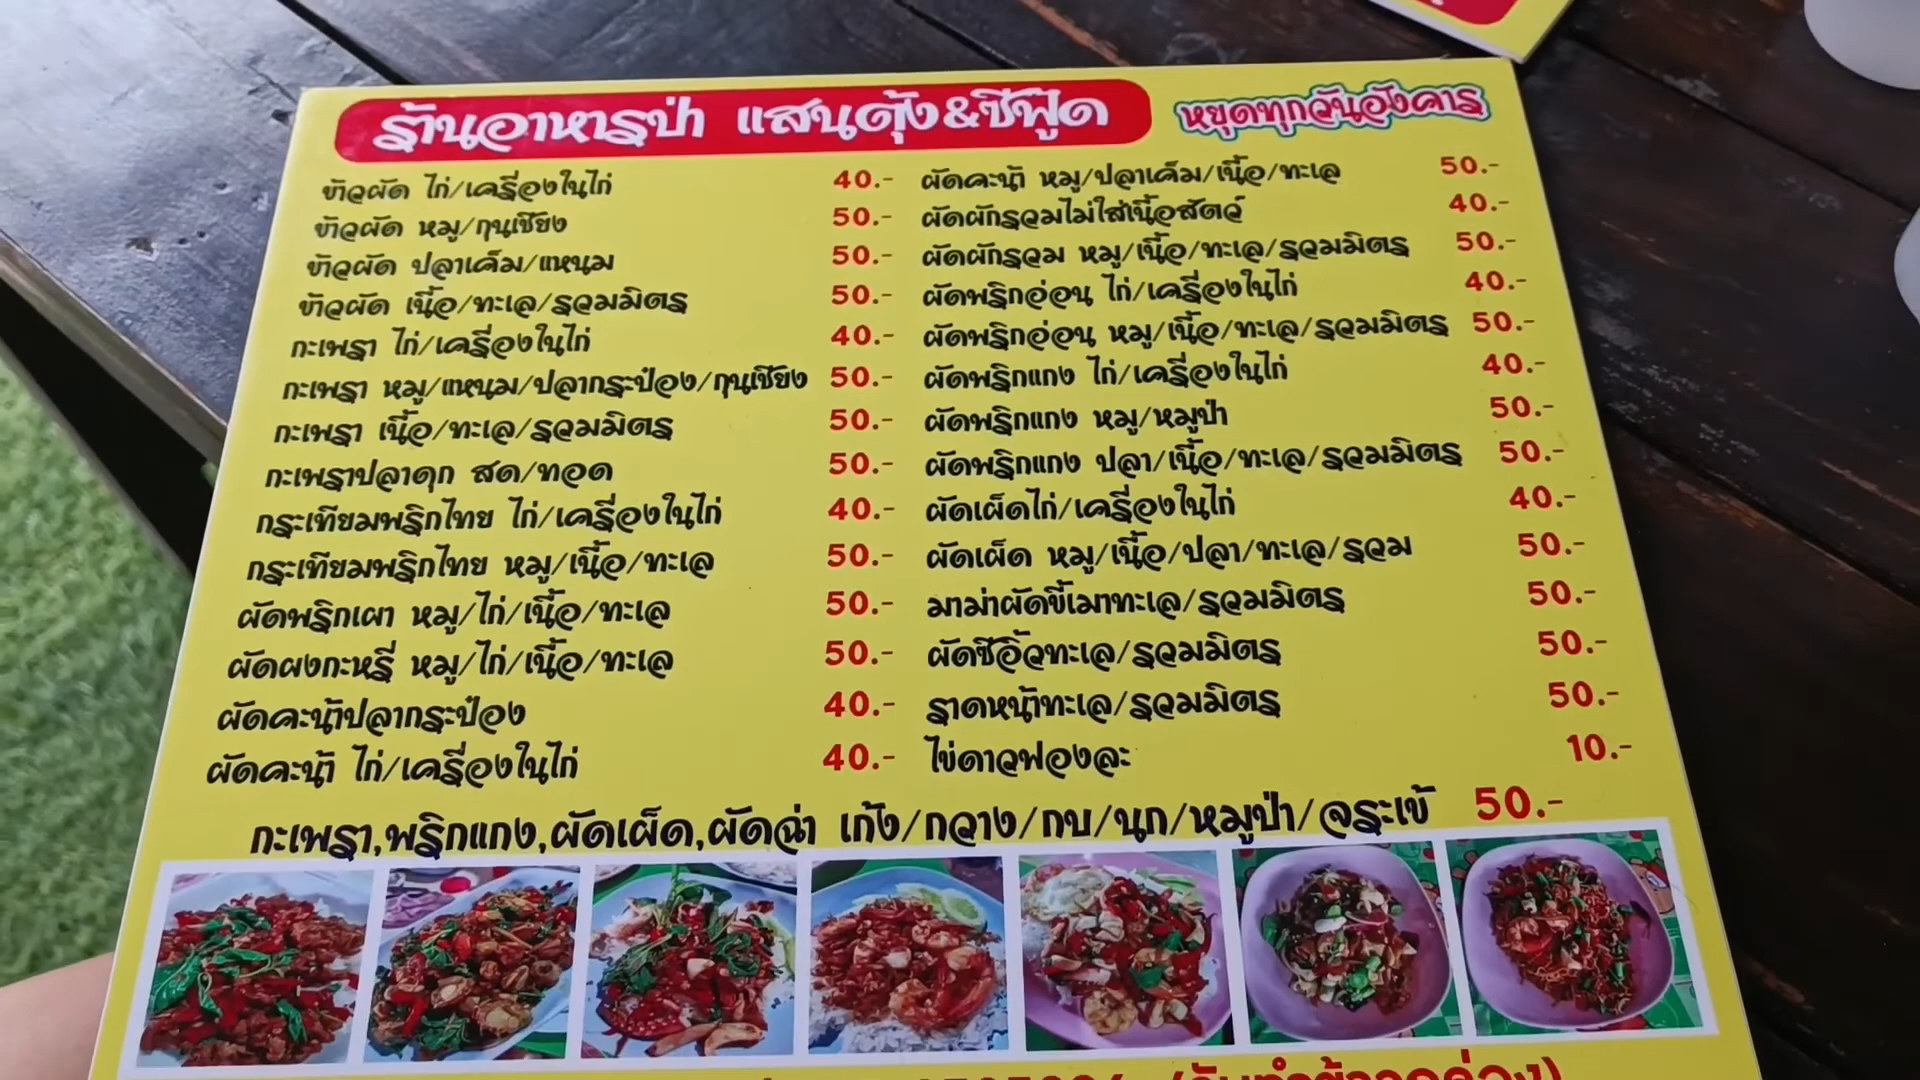 ร้านอาหารป่า แสนตุ้ง&ซีฟู๊ด
หยุดทุกวันอังคาร
ข้าวผัด ไก่/เครื่องในไก่ 40.-
ข้าวผัด หมู/กุนเชียง 50.-
ข้าวผัด ปลาเค็ม/แหนม 50.-
ข้าวผัด เนื้อ/ทะเล/รวมมิตร 50.-
กะเพรา ไก่/เครื่องในไก่ 40.-
กะเพรา หมู/แหนม/ปลากระป๋อง/กุนเชียง 50.-
กะเพรา เนื้อ/ทะเล/รวมมิตร 50.-
กะเพราปลาดุก สด/ทอด 50.-
กระเทียมพริกไทย ไก่/เครื่องในไก่ 40.-
กระเทียมพริกไทย หมู/เนื้อ/ทะเล 50.-
ผัดพริกเผา หมู/ไก่/เนื้อ/ทะเล 50.-
ผัดผงกะหรี่ หมู/ไก่/เนื้อ/ทะเล 50.-
ผัดคะน้าปลากระป๋อง 40.-
ผัดคะน้า ไก่/เครื่องในไก่ 40.-
ผัดคะน้า หมู/ปลาเค็ม/เนื้อ/ทะเล 50.-
ผัดผักรวมไม่ใส่เนื้อสัตว์ 40.-
ผัดผักรวม หมู/เนื้อ/ทะเล/รวมมิตร 50.-
ผัดพริกอ่อน ไก่/เครื่องในไก่ 40.-
ผัดพริกอ่อน หมู/เนื้อ/ทะเล/รวมมิตร 50.-
ผัดพริกแกง ไก่/เครื่องในไก่ 40.-
ผัดพริกแกง หมู/หมูป่า 50.-
ผัดพริกแกง ปลา/เนื้อ/ทะเล/รวมมิตร 50.-
ผัดเผ็ดไก่/เครื่องในไก่ 40.-
ผัดเผ็ด หมู/เนื้อ/ปลา/ทะเล/รวม 50.-
มาม่าผัดขี้เมาทะเล/รวมมิตร 50.-
ผัดซีอิ้วทะเล/รวมมิตร 50.-
ราดหน้าทะเล/รวมมิตร 50.-
ไข่ดาวฟองละ 10.-
กะเพรา,พริกแกง,ผัดเผ็ด,ผัดฉ่า เก้ง/กวาง/กบ/นก/หมูป่า/จระเข้ 50.-